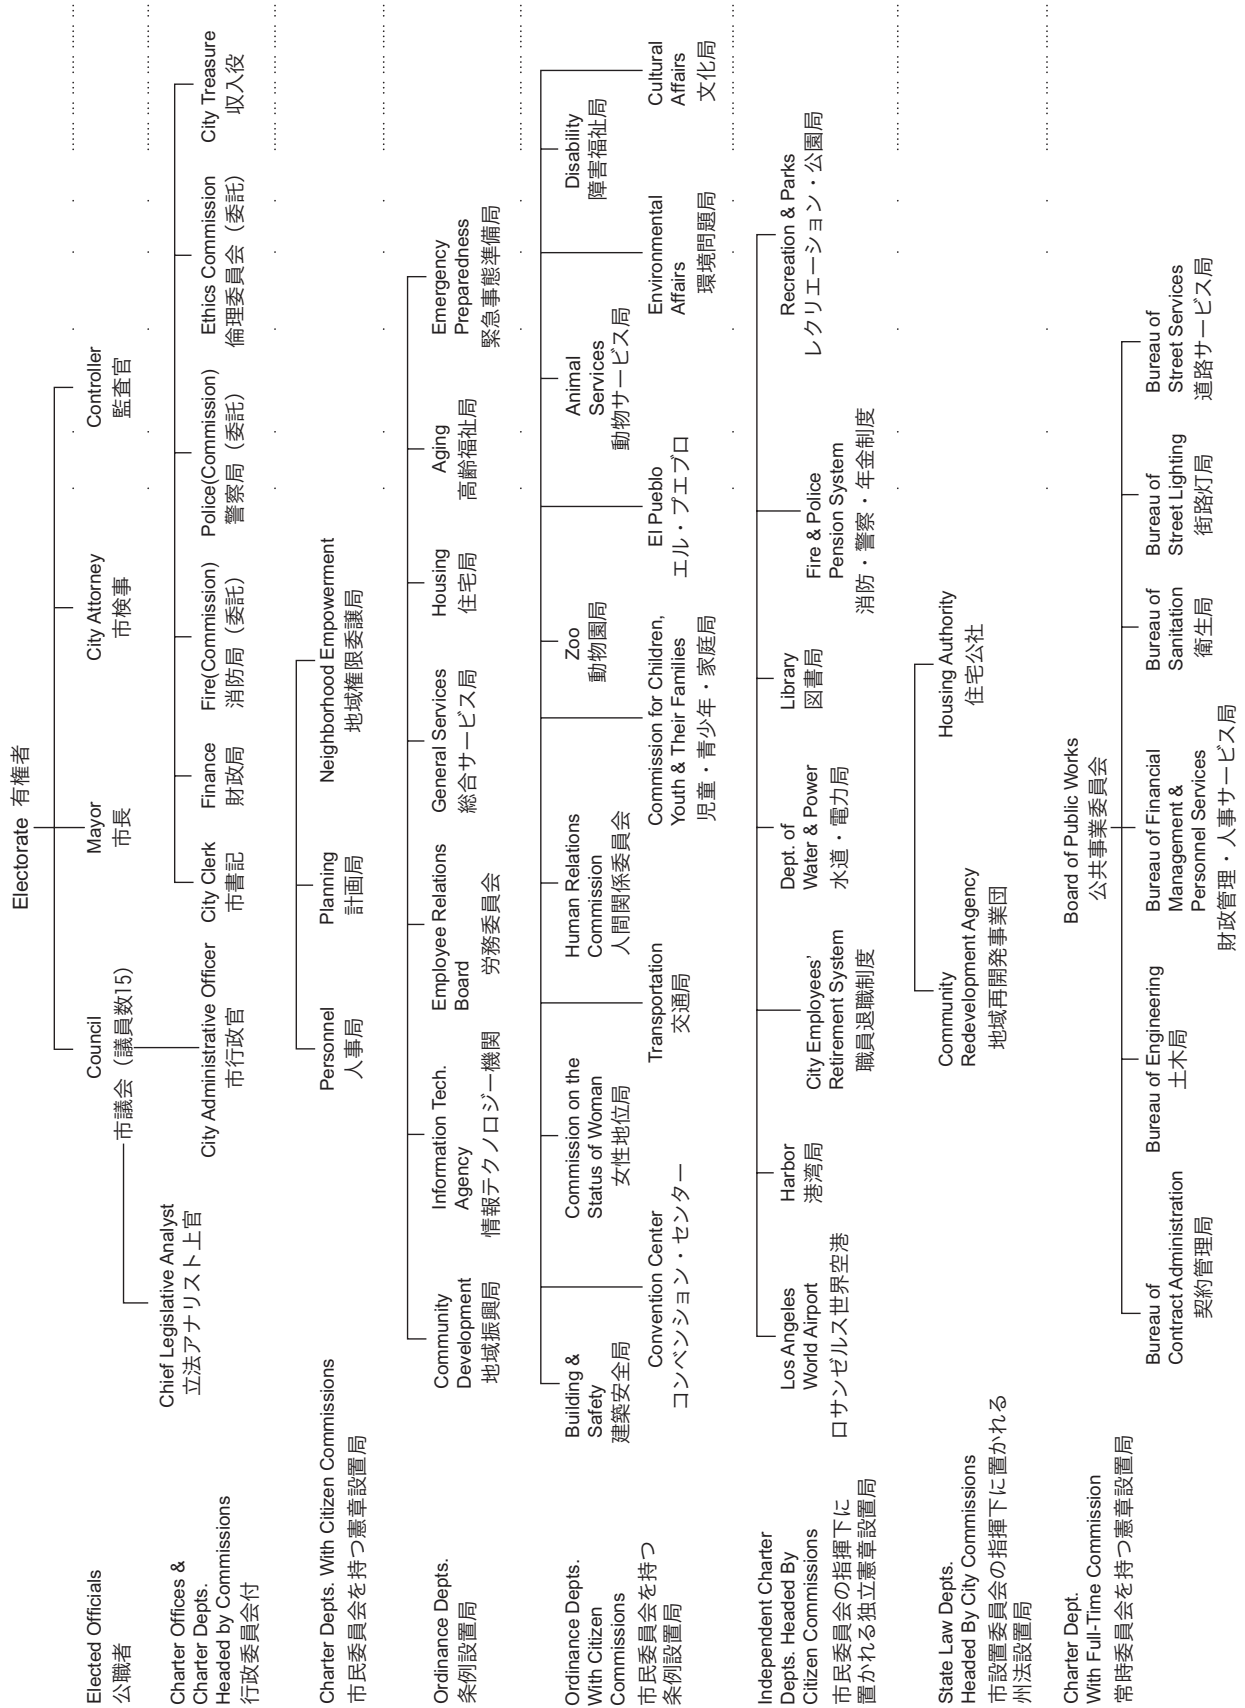 Electorate 有権者
Elected Officials
公職者
Council
市議会（議員数15）
Mayor
市長
City Attorney
市検事
Controller
監査官
Charter Offices &
Charter Depts.
Headed by Commissions
行政委員会付
Chief Legislative Analyst
立法アナリスト上官
City Administrative Officer
市行政官
City Clerk
市書記
Finance
財政局
Fire(Commission)
消防局（委託）
Police(Commission)
警察局（委託）
Ethics Commission
倫理委員会（委託）
City Treasure
収入役
Charter Depts. With Citizen Commissions
市民委員会を持つ憲章設置局
Personnel
人事局
Planning
計画局
Neighborhood Empowerment
地域権限委譲局
Ordinance Depts.
条例設置局
Community
Development
地域振興局
Information Tech.
Agency
情報テクノロジー機関
Employee Relations
Board
労務委員会
General Services
総合サービス局
Housing
住宅局
Aging
高齢福祉局
Emergency
Preparedness
緊急事態準備局
Ordinance Depts.
With Citizen
Commissions
市民委員会を持つ
条例設置局
Building &
Safety
建築安全局
Convention Center
コンベンション・センター
Commission on the
Status of Woman
女性地位局
Transportation
交通局
Human Relations
Commission
人間関係委員会
Commission for Children,
Youth & Their Families
児童・青少年・家庭局
Zoo
動物園局
El Pueblo
エル・プエブロ
Animal
Services
動物サービス局
Environmental
Affairs
環境問題局
Disability
障害福祉局
Cultural
Affairs
文化局
Independent Charter
Depts. Headed By
Citizen Commissions
市民委員会の指揮下に
置かれる独立憲章設置局
Los Angeles
World Airport
ロサンゼルス世界空港
Harbor
港湾局
City Employees’
Retirement System
職員退職制度
Dept. of
Water & Power
水道・電力局
Library
図書局
Fire & Police
Pension System
消防・警察・年金制度
Recreation & Parks
レクリエーション・公園局
State Law Depts.
Headed By City Commissions
市設置委員会の指揮下に置かれる
州法設置局
Community
Redevelopment Agency
地域再開発事業団
Housing Authority
住宅公社
Charter Dept.
With Full-Time Commission
常時委員会を持つ憲章設置局
Board of Public Works
公共事業委員会
Bureau of
Contract Administration
契約管理局
Bureau of Engineering
土木局
Bureau of Financial
Management &
Personnel Services
財政管理・人事サービス局
Bureau of
Sanitation
衛生局
Bureau of
Street Lighting
街路灯局
Bureau of
Street Services
道路サービス局